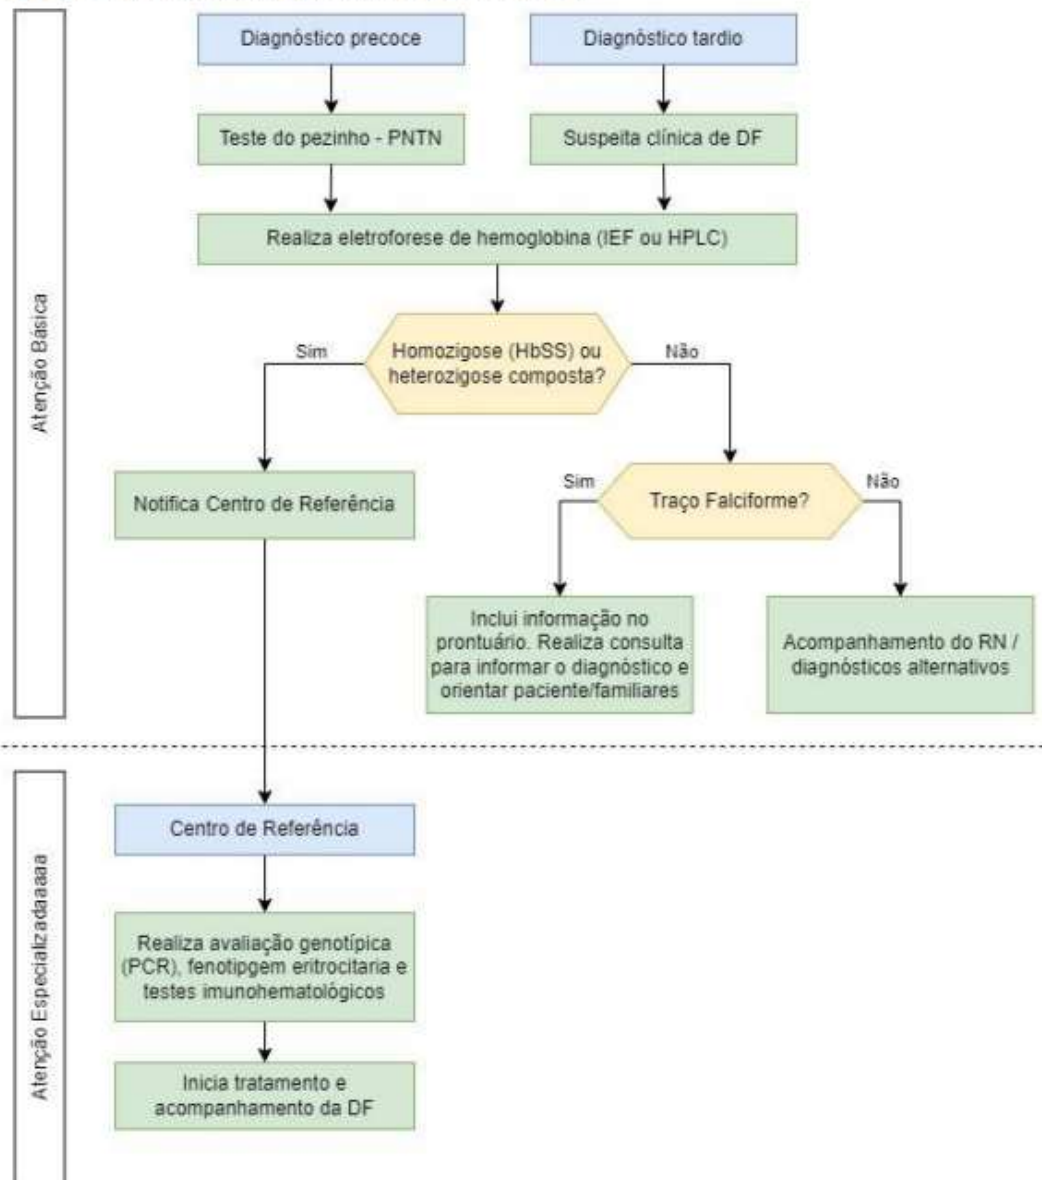 Diagnóstico precoce
Diagnóstico tardio
Teste do pezinho - PNTN
Suspeita clínica de DF
Realiza eletroforese de hemoglobina (IEF ou HPLC)
Atenção Básica
Sim
Homozigose (HbSS) ou
heterozigose composta?
Não
Notifica Centro de Referência
Sim
Traço Falciforme?
Não
Inclui informação no
prontuário. Realiza consulta
para informar o diagnóstico e
orientar paciente/familiares
Acompanhamento do RN /
diagnósticos alternativos
Atenção Especializadaaaaa
Centro de Referência
Realiza avaliação genotípica
(PCR), fenotipgem eritrocitaria e
testes imunohematológicos
Inicia tratamento e
acompanhamento da DF